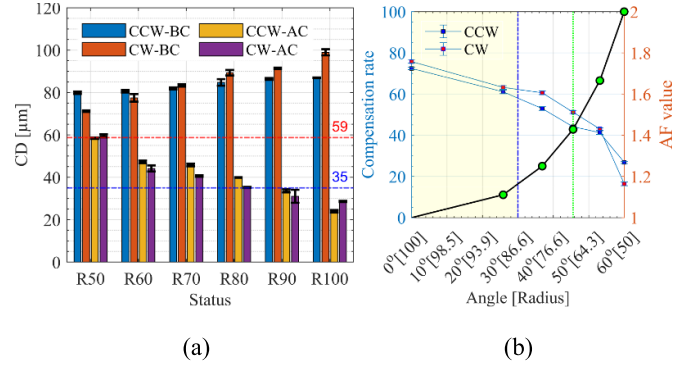 CD [µm]
120
100
80
60
40
20
0
CCW-BC
CW-BC
CCW-AC
CW-AC
59
35
R50 R60 R70 R80 R90 R100
Status
(a)
Compensation rate
100
80
60
40
20
0
CCW
CW
2
1.8
1.6
1.4
1.2
1
AF value
0°[100]
10°[98.5]
20°[93.9]
30°[86.6]
40°[76.6]
50°[64.3]
60°[50]
Angle [Radius]
(b)